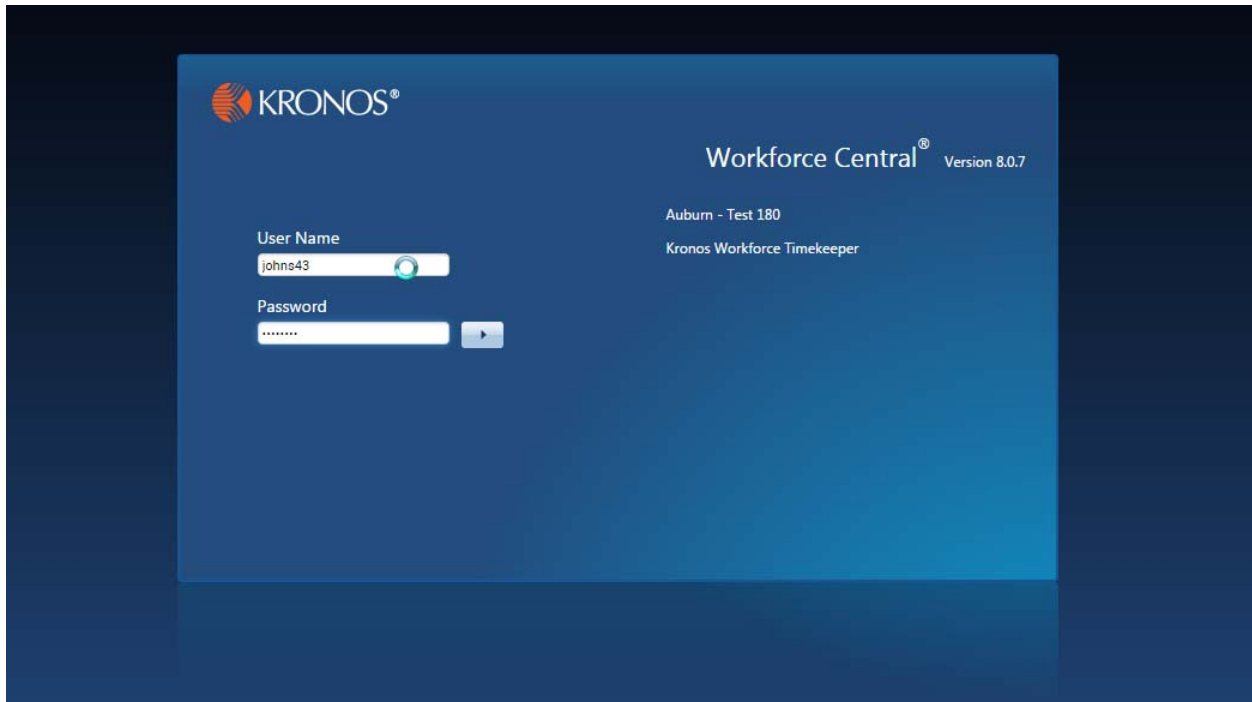 KRONOS®
Workforce Central® Version 8.0.7
Auburn - Test 180
Kronos Workforce Timekeeper
User Name
johns43
Password
........